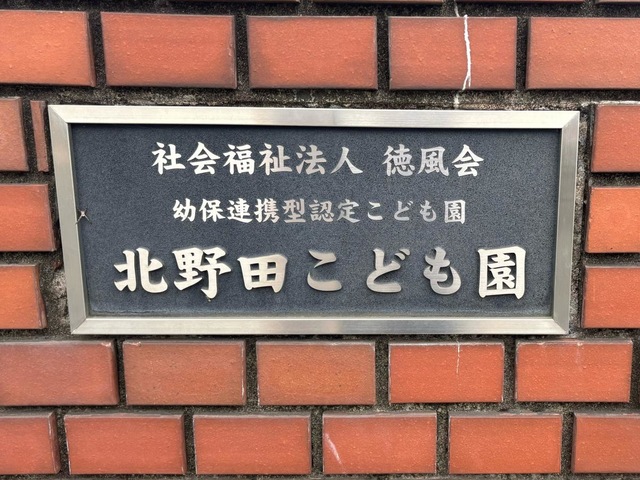 社会福祉法人 徳風会
幼保連携型認定こども園
北野田こども園